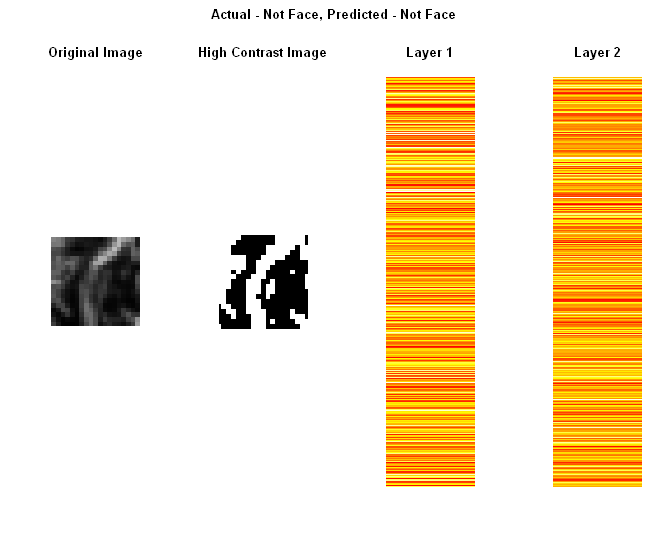 Actual - Not Face, Predicted - Not Face
Original Image
High Contrast Image
Layer 1
Layer 2